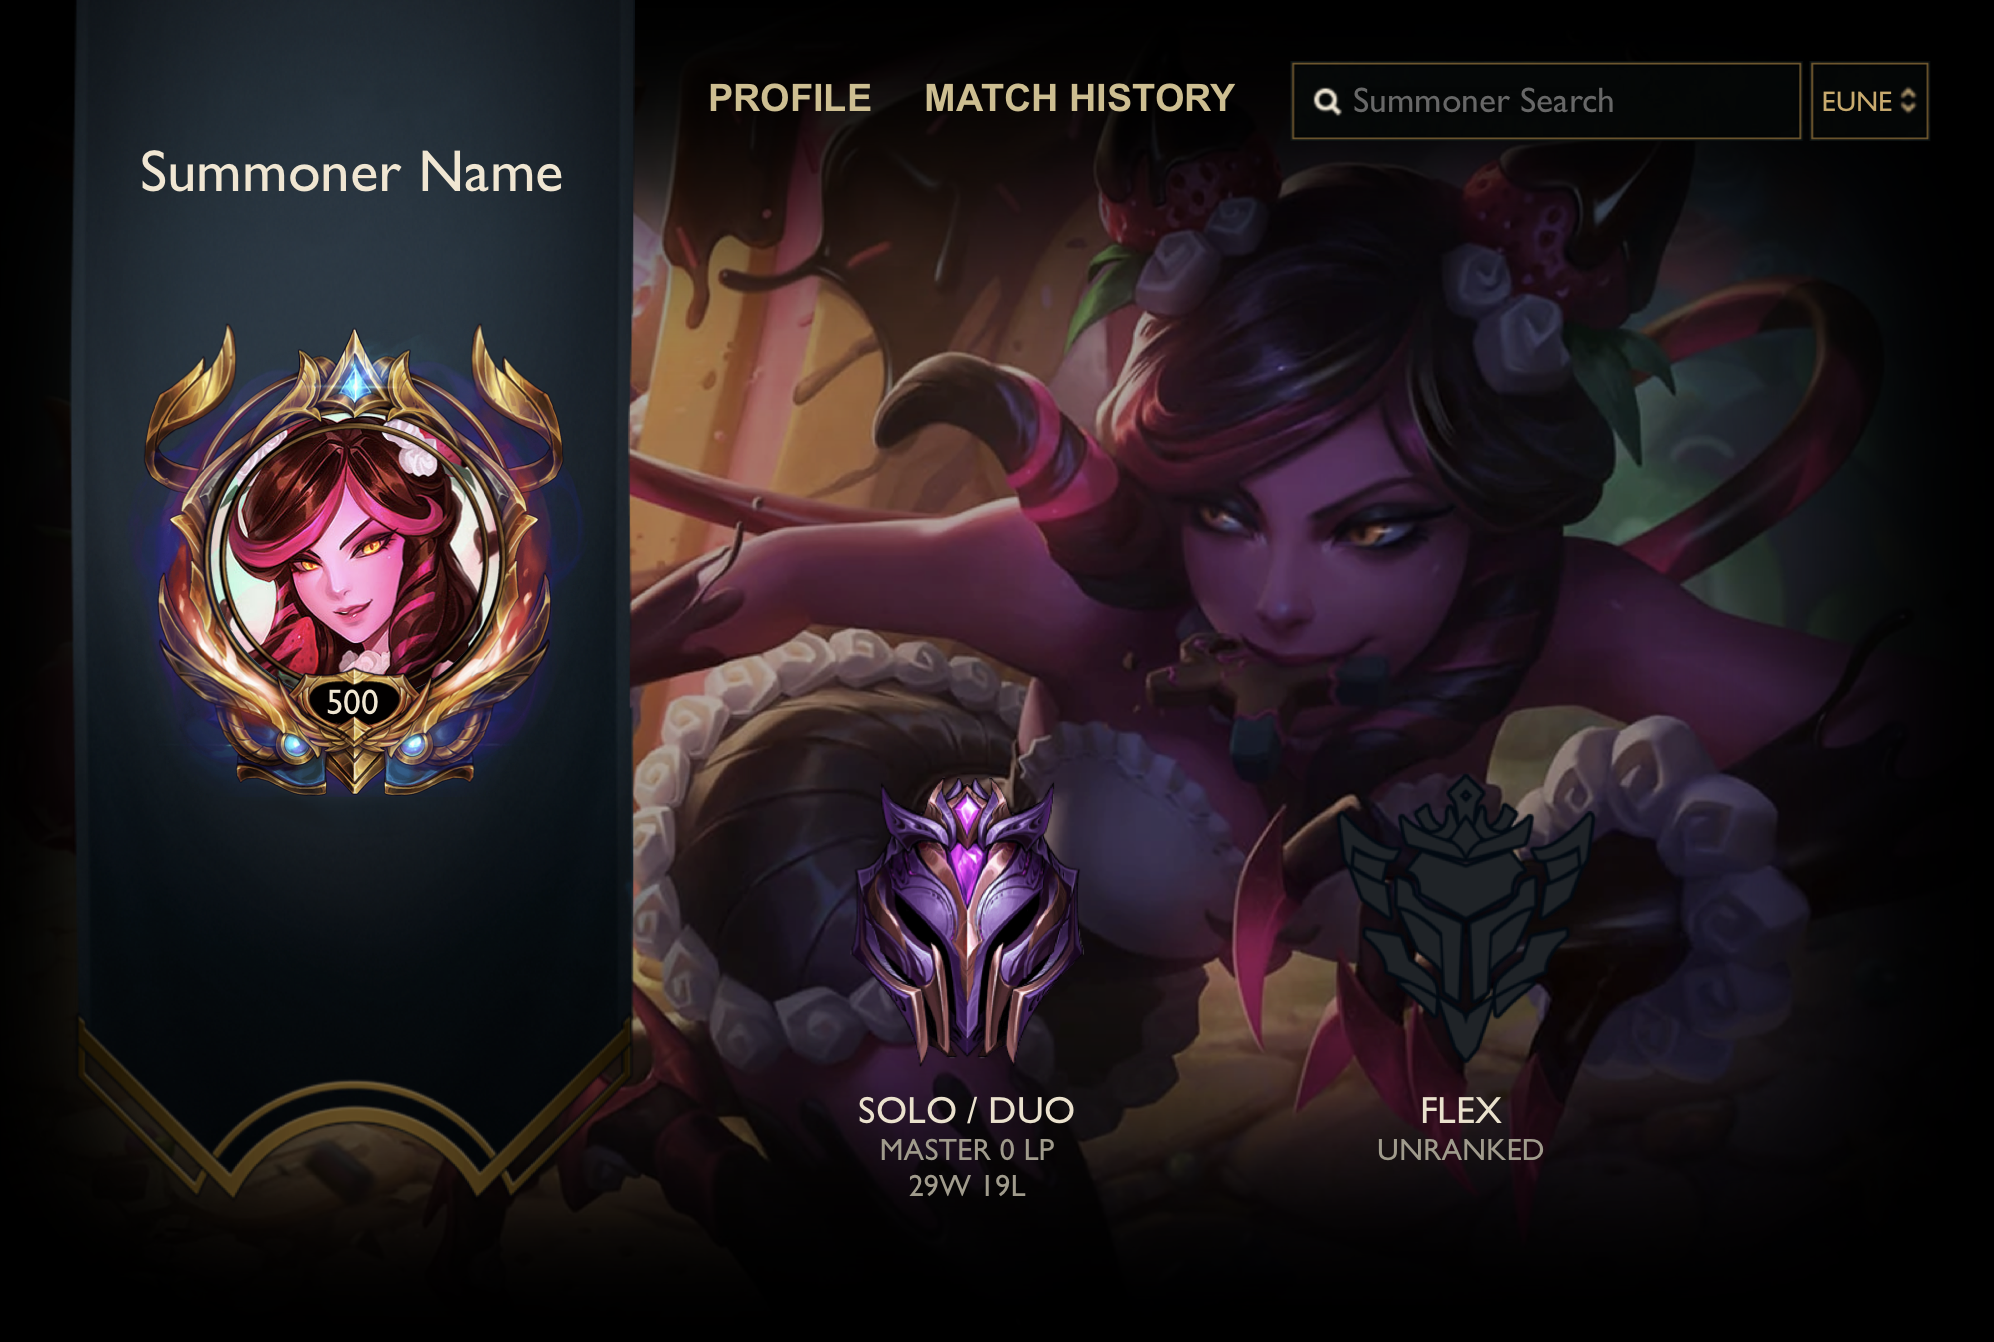 PROFILE MATCH HISTORY Summoner Search EUNE
Summoner Name
500
SOLO / DUO
MASTER 0 LP
29W 19L
FLEX
UNRANKED